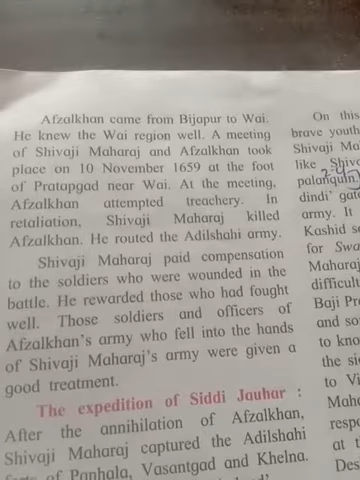 Afzalkhan came from Bijapur to Wai.
He knew the Wai region well. A meeting
of Shivaji Maharaj and Afzalkhan took
place on 10 November 1659 at the foot
of Pratapgad near Wai. At the meeting,
Afzalkhan attempted treachery. In
retaliation, Shivaji Maharaj killed
Afzalkhan. He routed the Adilshahi army.
Shivaji Maharaj paid compensation
to the soldiers who were wounded in the
battle. He rewarded those who had fought
well. Those soldiers and officers of
Afzalkhan's army who fell into the hands
of Shivaji Maharaj's army were given a
good treatment.
The expedition of Siddi Jauhar :
After the annihilation of Afzalkhan,
Shivaji Maharaj captured the Adilshahi
of Panhala, Vasantgad and Khelna.
On this
brave youth
Shivaji Ma
like Shiv
palanquin
dindi' gat
army. It
Kashid s
for Swa
Maharaj
difficult
Baji Pr
and so
to kno
the si
to Vi
Maha
resp
at t
Des